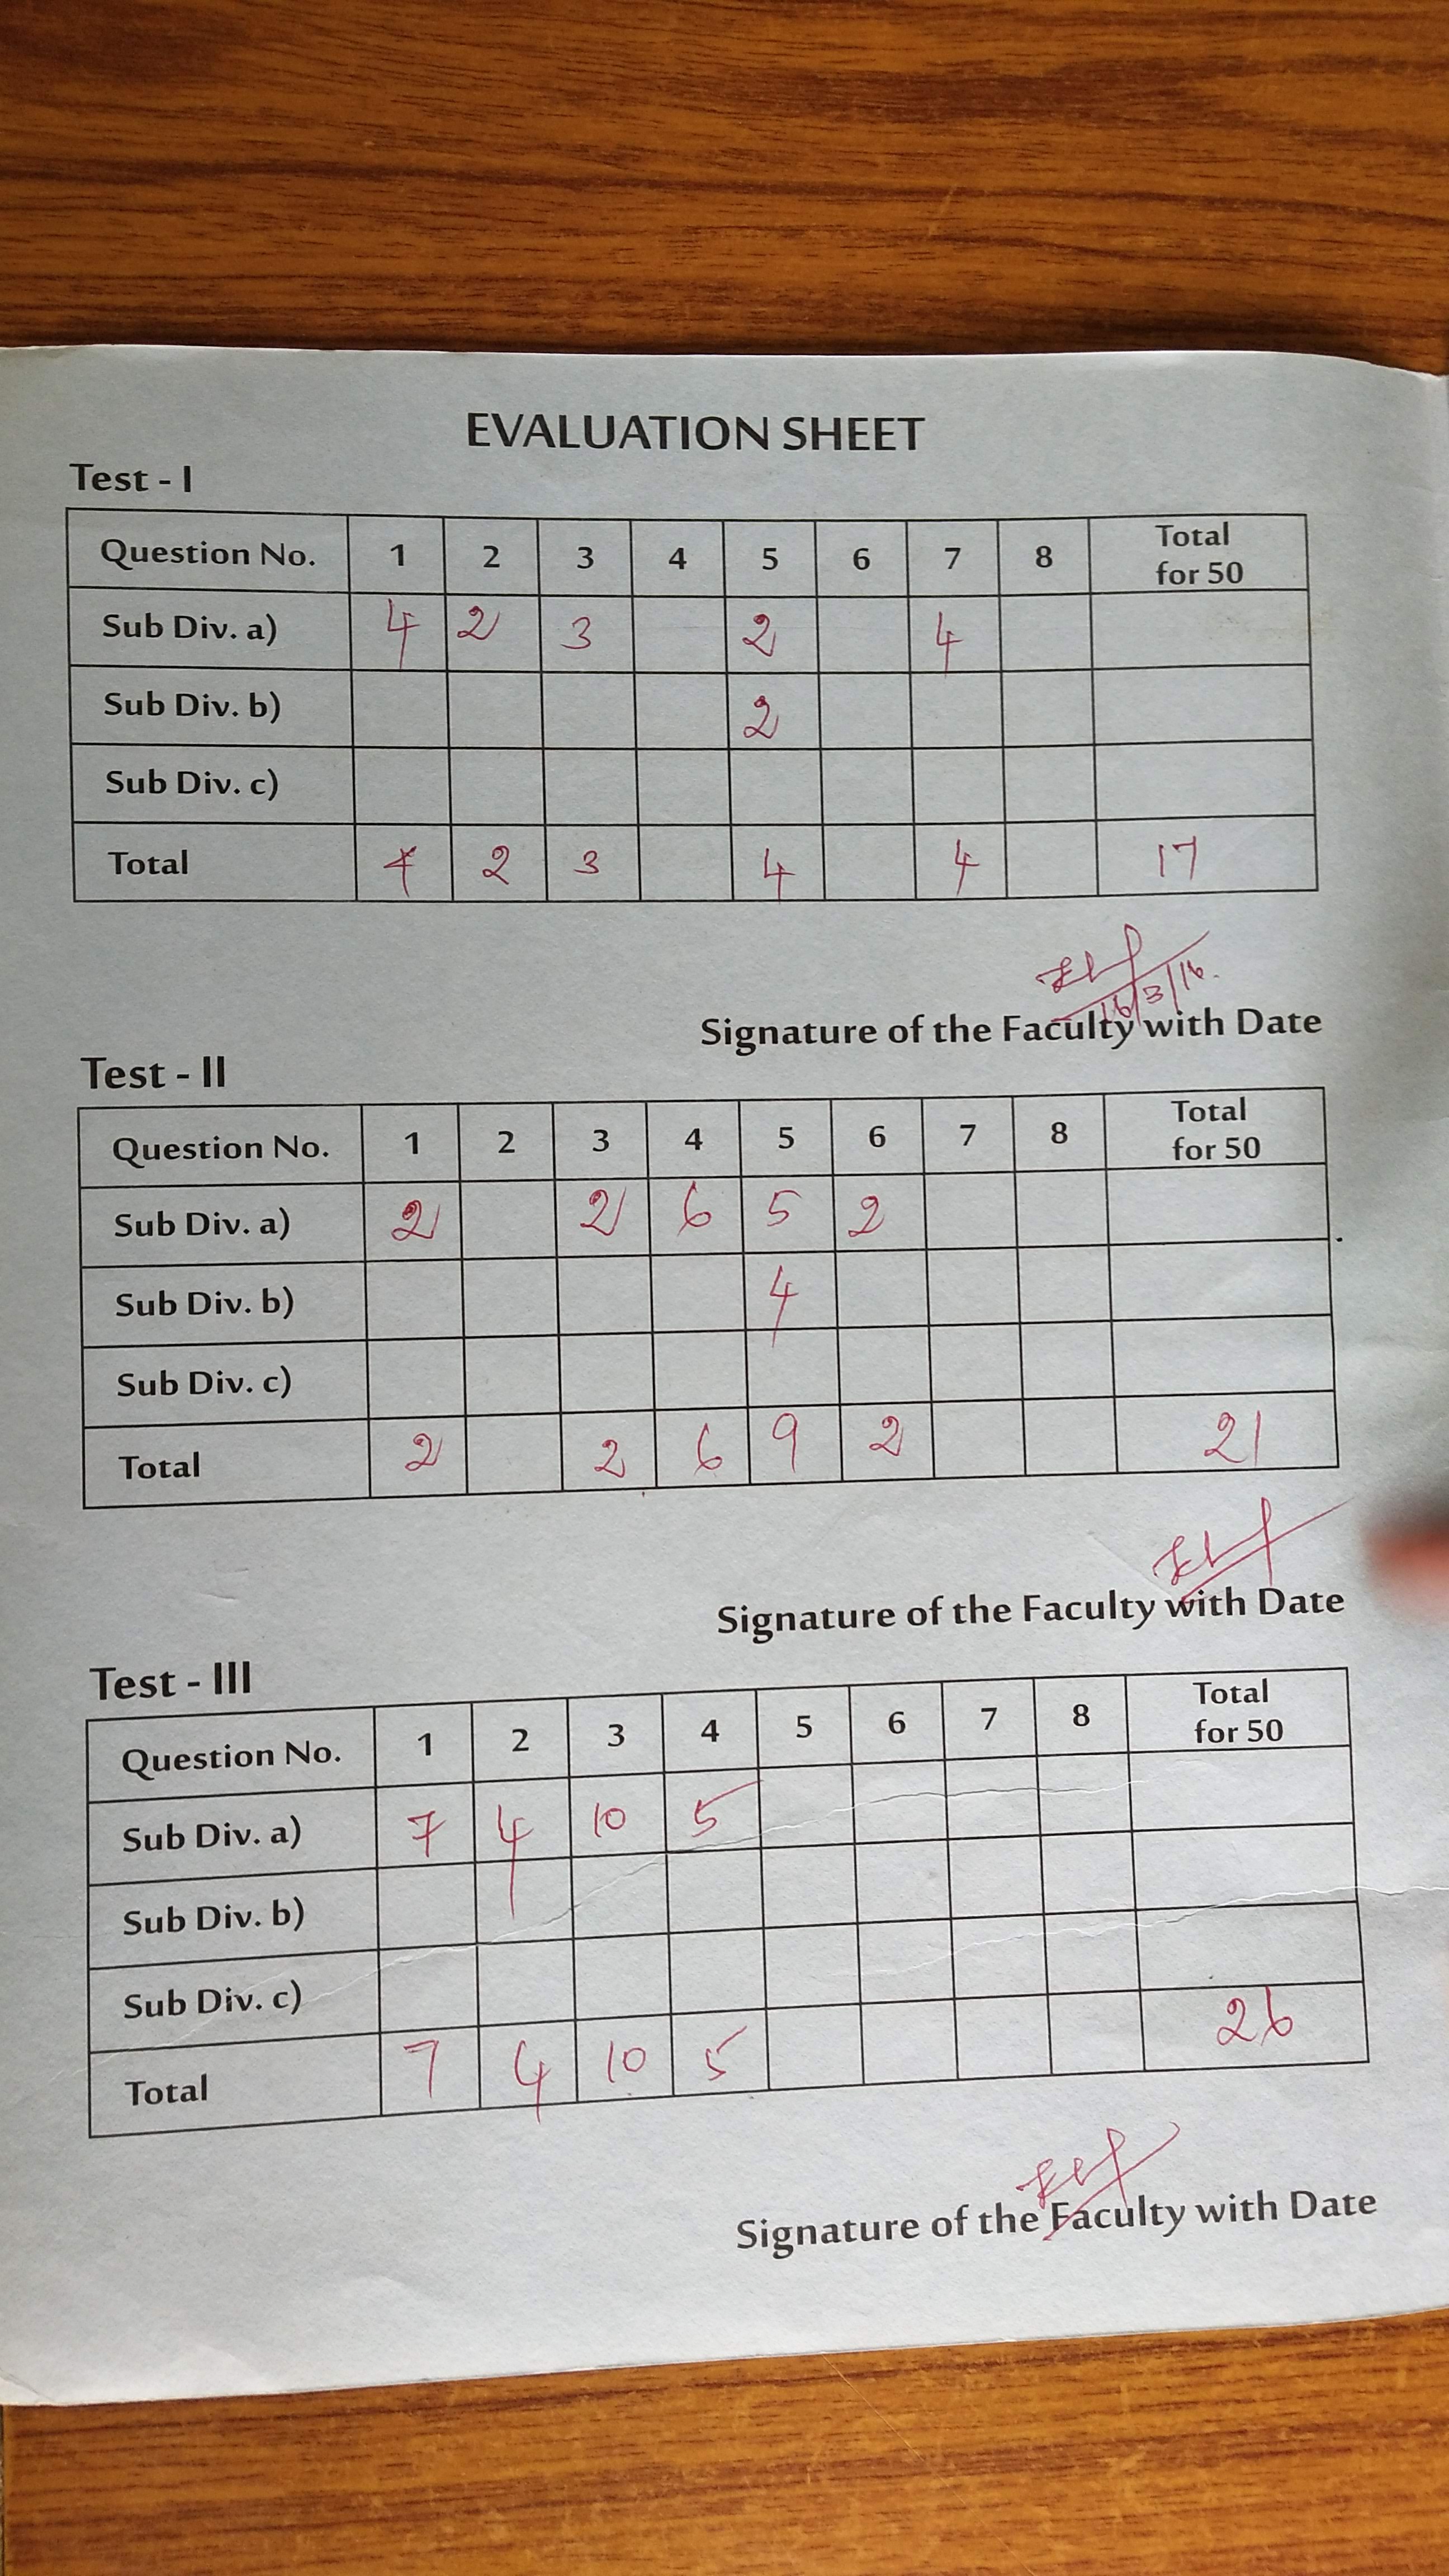 EVALUATION SHEET
Test - I
Question No. 1 2 3 4 5 6 7 8 Total for 50
Sub Div. a) 4 2 3 2 4
Sub Div. b) 2
Sub Div. c)
Total 4 2 3 4 4 17
16/3/16.
Signature of the Faculty with Date
Test - II
Question No. 1 2 3 4 5 6 7 8 Total for 50
Sub Div. a) 2 2 6 5 2
Sub Div. b) 4
Sub Div. c)
Total 2 2 6 9 2 21
Signature of the Faculty with Date
Test - III
Question No. 1 2 3 4 5 6 7 8 Total for 50
Sub Div. a) 7 4 10 5
Sub Div. b)
Sub Div. c)
Total 7 4 10 5 26
Signature of the Faculty with Date